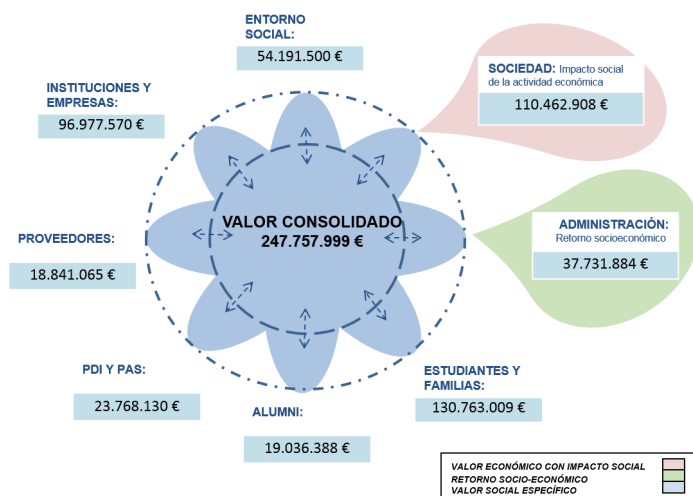 ENTORNO
SOCIAL:
54.191.500 €
SOCIEDAD: Impacto social
de la actividad económica
110.462.908 €
INSTITUCIONES Y
EMPRESAS:
96.977.570 €
VALOR CONSOLIDADO
247.757.999 €
ADMINISTRACIÓN:
Retorno socioeconómico
37.731.884 €
PROVEEDORES:
18.841.065 €
PDI Y PAS:
23.768.130 €
ALUMNI:
19.036.388 €
ESTUDIANTES Y
FAMILIAS:
130.763.009 €
VALOR ECONÓMICO CON IMPACTO SOCIAL
RETORNO SOCIO-ECONÓMICO
VALOR SOCIAL ESPECÍFICO